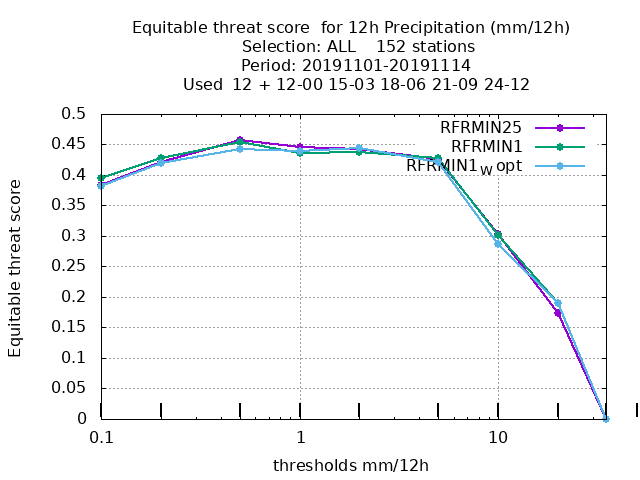 Equitable threat score  for 12h Precipitation (mm/12h)
Selection: ALL    152 stations
Period: 20191101-20191114
Used  12 + 12-00 15-03 18-06 21-09 24-12
0.5
RFRMIN25
0.45
RFRMIN1
RFRMIN1W opt
0.4
0.35
0.3
0.25
0.2
0.15
0.1
0.05
0
Equitable threat score
0.1
1
10
thresholds mm/12h